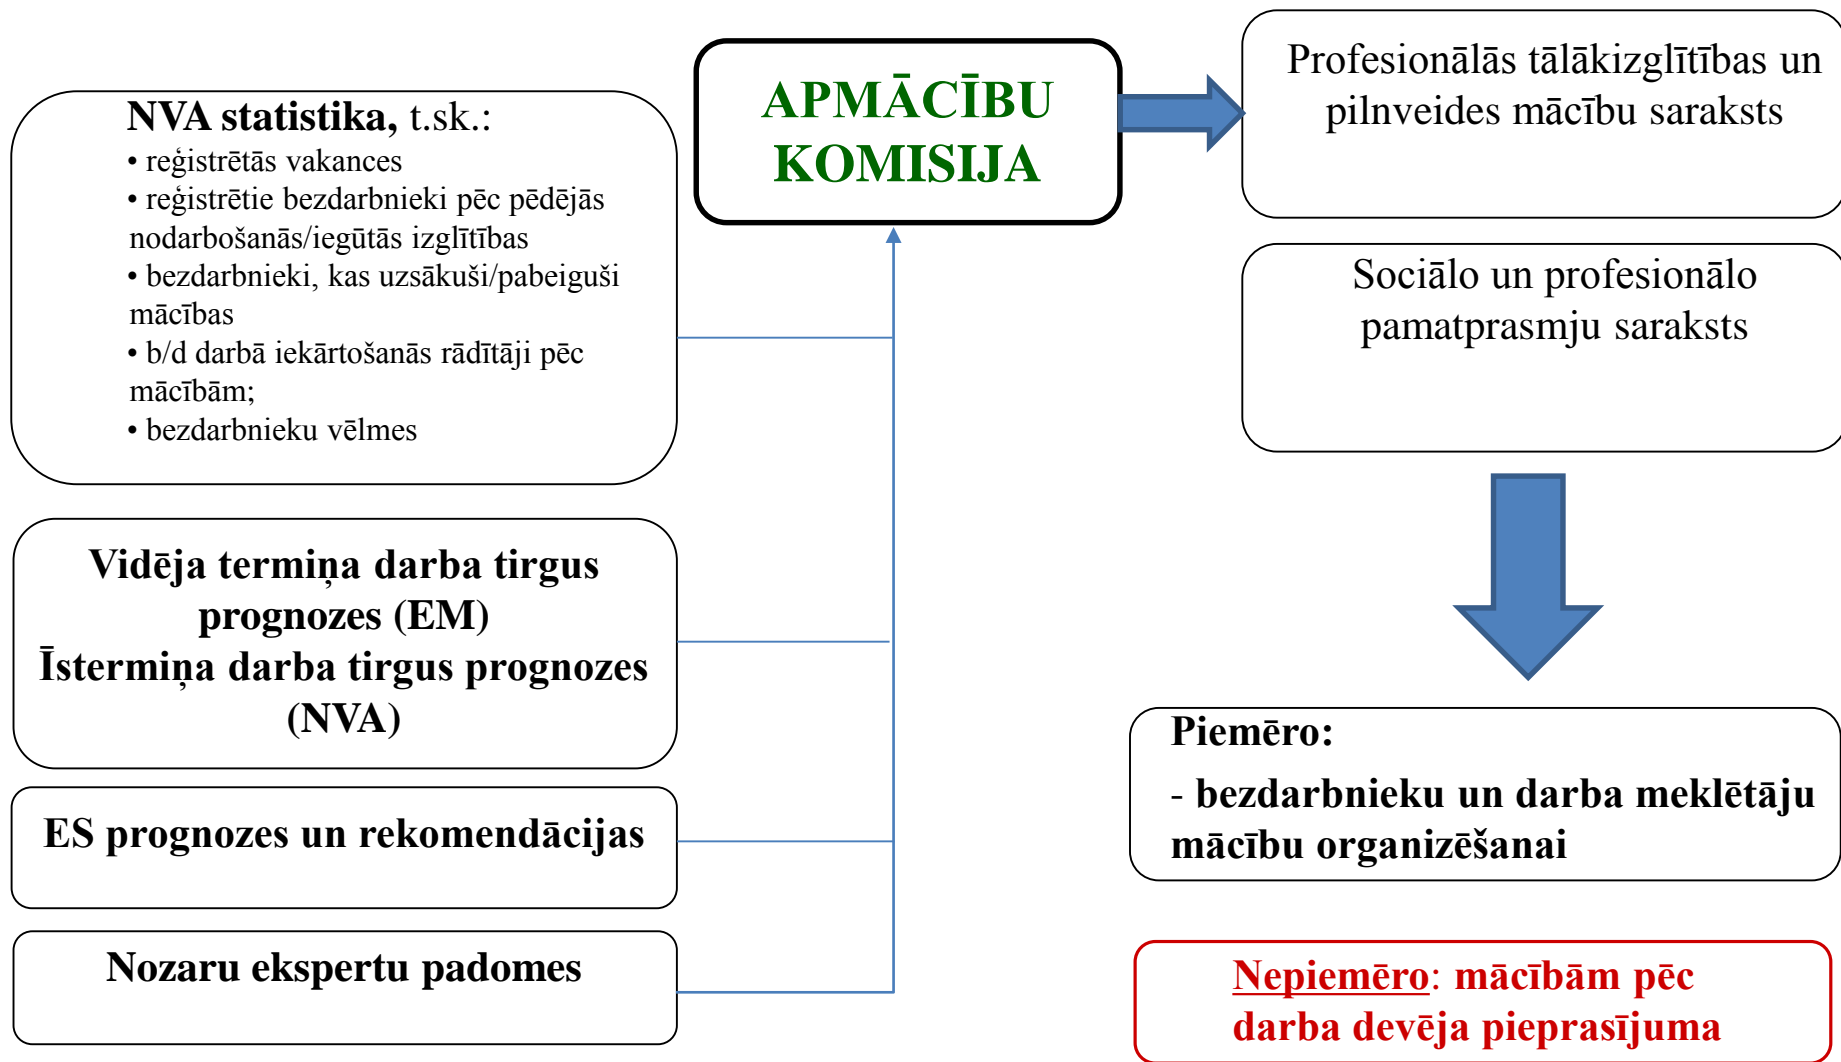 NVA statistika, t.sk.:
• reģistrētās vakances
• reģistrētie bezdarbnieki pēc pēdējās
nodarbošanās/iegūtās izglītības
• bezdarbnieki, kas uzsākuši/pabeiguši
mācības
• b/d darbā iekārtošanās rādītāji pēc
mācībām;
• bezdarbnieku vēlmes
Vidēja termiņa darba tirgus
prognozes (EM)
Īstermiņa darba tirgus prognozes
(NVA)
ES prognozes un rekomendācijas
Nozaru ekspertu padomes
APMĀCĪBU
KOMISIJA
Profesionālās tālākizglītības un
pilnveides mācību saraksts
Sociālo un profesionālo
pamatprasmju saraksts
Piemēro:
- bezdarbnieku un darba meklētāju
mācību organizēšanai
Nepiemēro: mācībām pēc
darba devēja pieprasījuma